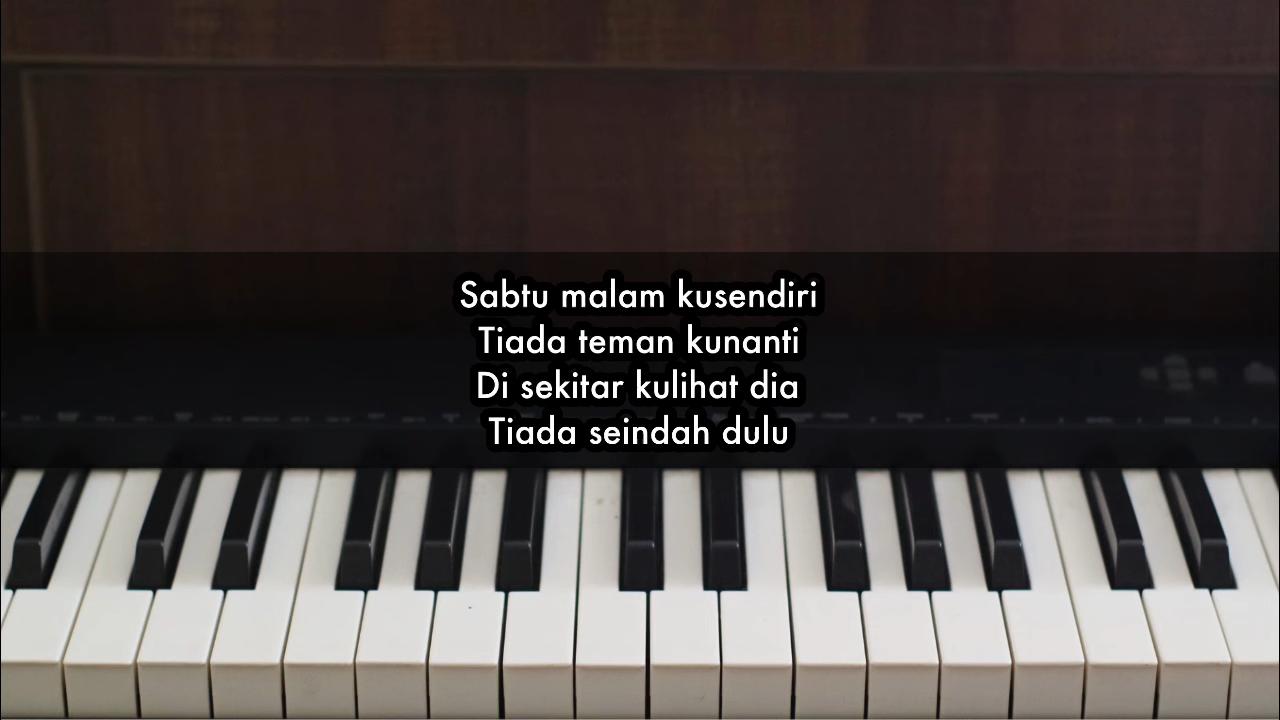 Sabtu malam kusendiri
Tiada teman kunanti
Di sekitar kulihat dia
Tiada seindah dulu